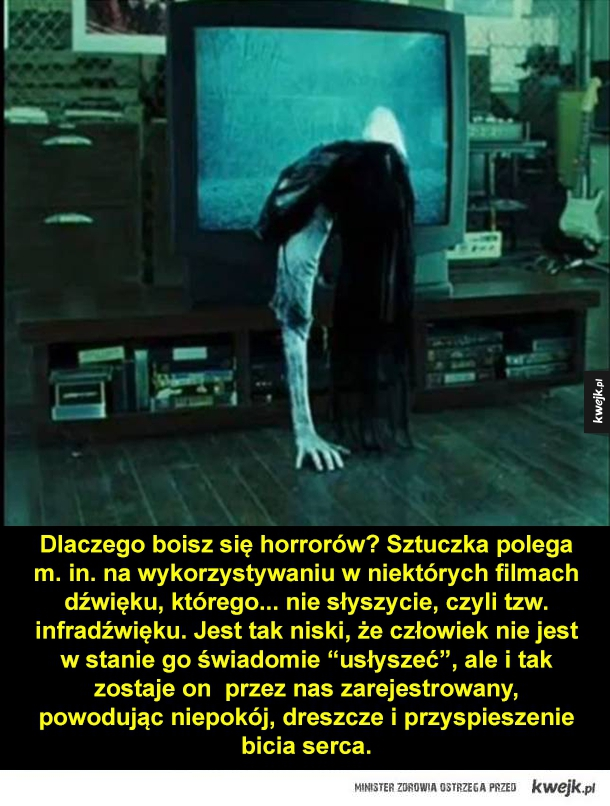 kwejk.pl
Dlaczego boisz się horrorów? Sztuczka polega
m. in. na wykorzystywaniu w niektórych filmach
dźwięku, którego... nie słyszycie, czyli tzw.
infradźwięku. Jest tak niski, że człowiek nie jest
w stanie go świadomie “usłyszeć”, ale i tak
zostaje on  przez nas zarejestrowany,
powodując niepokój, dreszcze i przyspieszenie
bicia serca.
MINISTER ZDROWIA OSTRZEGA PRZED kwejk.pl